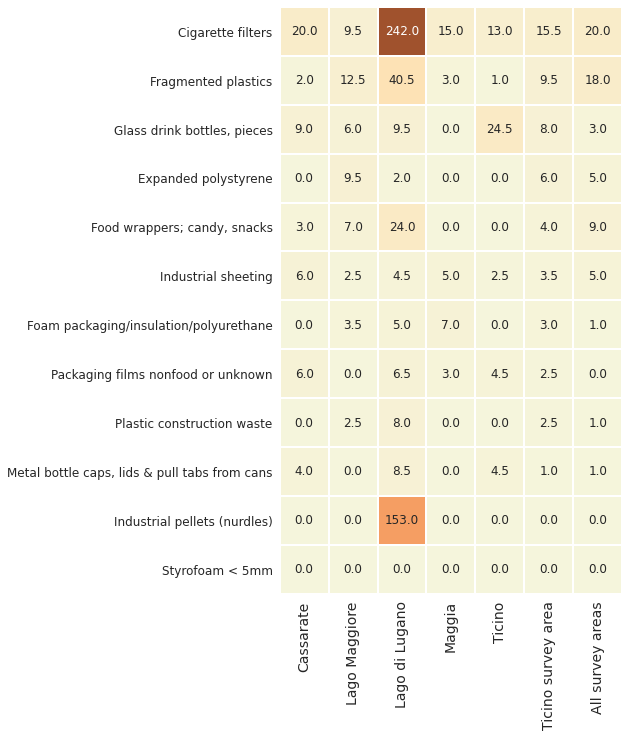 Cigarette filters 20.0 9.5 242.0 15.0 13.0 15.5 20.0
Fragmented plastics 2.0 12.5 40.5 3.0 1.0 9.5 18.0
Glass drink bottles, pieces 9.0 6.0 9.5 0.0 24.5 8.0 3.0
Expanded polystyrene 0.0 9.5 2.0 0.0 0.0 6.0 5.0
Food wrappers; candy, snacks 3.0 7.0 24.0 0.0 0.0 4.0 9.0
Industrial sheeting 6.0 2.5 4.5 5.0 2.5 3.5 5.0
Foam packaging/insulation/polyurethane 0.0 3.5 5.0 7.0 0.0 3.0 1.0
Packaging films nonfood or unknown 6.0 0.0 6.5 3.0 4.5 2.5 0.0
Plastic construction waste 0.0 2.5 8.0 0.0 0.0 2.5 1.0
Metal bottle caps, lids & pull tabs from cans 4.0 0.0 8.5 0.0 4.5 1.0 1.0
Industrial pellets (nurdles) 0.0 0.0 153.0 0.0 0.0 0.0 0.0
Styrofoam < 5mm 0.0 0.0 0.0 0.0 0.0 0.0 0.0
Cassarate
Lago Maggiore
Lago di Lugano
Maggia
Ticino
Ticino survey area
All survey areas